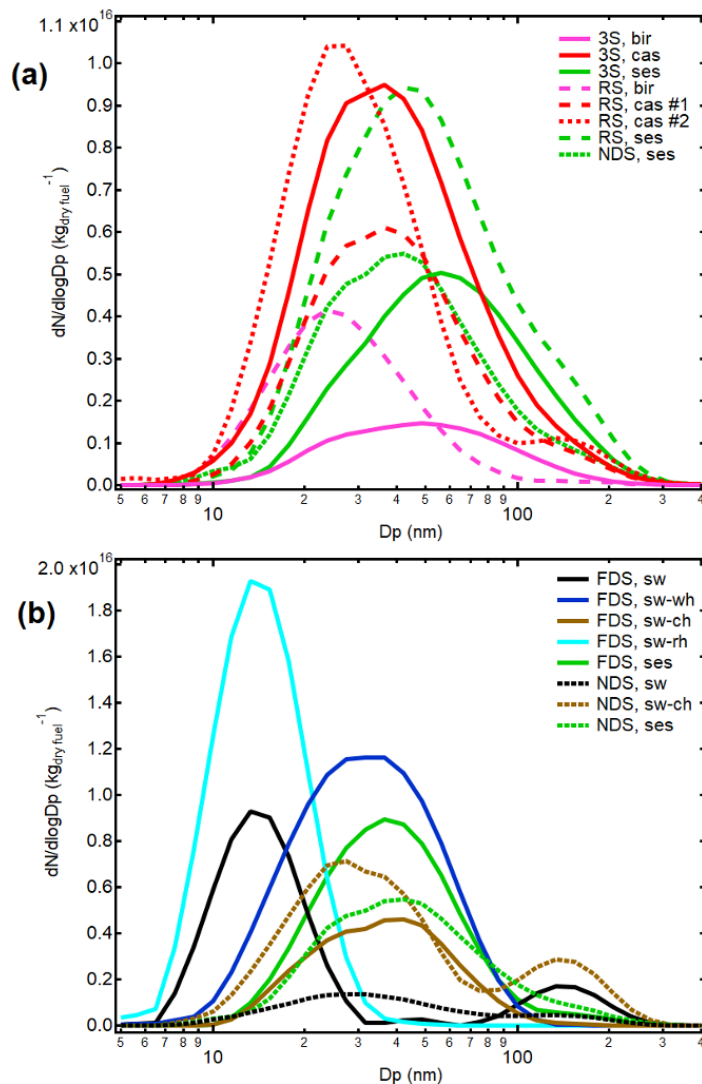 1.1 x10^16
(a)
1.0
0.9
0.8
0.7
0.6
0.5
0.4
0.3
0.2
0.1
0.0
dN/dlogDp (kg_dry fuel^-1)
3S, bir
3S, cas
3S, ses
RS, bir
RS, cas #1
RS, cas #2
RS, ses
NDS, ses
5 6 7 8 9 10 2 3 4 5 6 7 8 9 100 2 3 4
Dp (nm)
2.0 x10^16
(b)
1.8
1.6
1.4
1.2
1.0
0.8
0.6
0.4
0.2
0.0
dN/dlogDp (kg_dry fuel^-1)
FDS, sw
FDS, sw-wh
FDS, sw-ch
FDS, sw-rh
FDS, ses
NDS, sw
NDS, sw-ch
NDS, ses
5 6 7 8 9 10 2 3 4 5 6 7 8 9 100 2 3 4
Dp (nm)